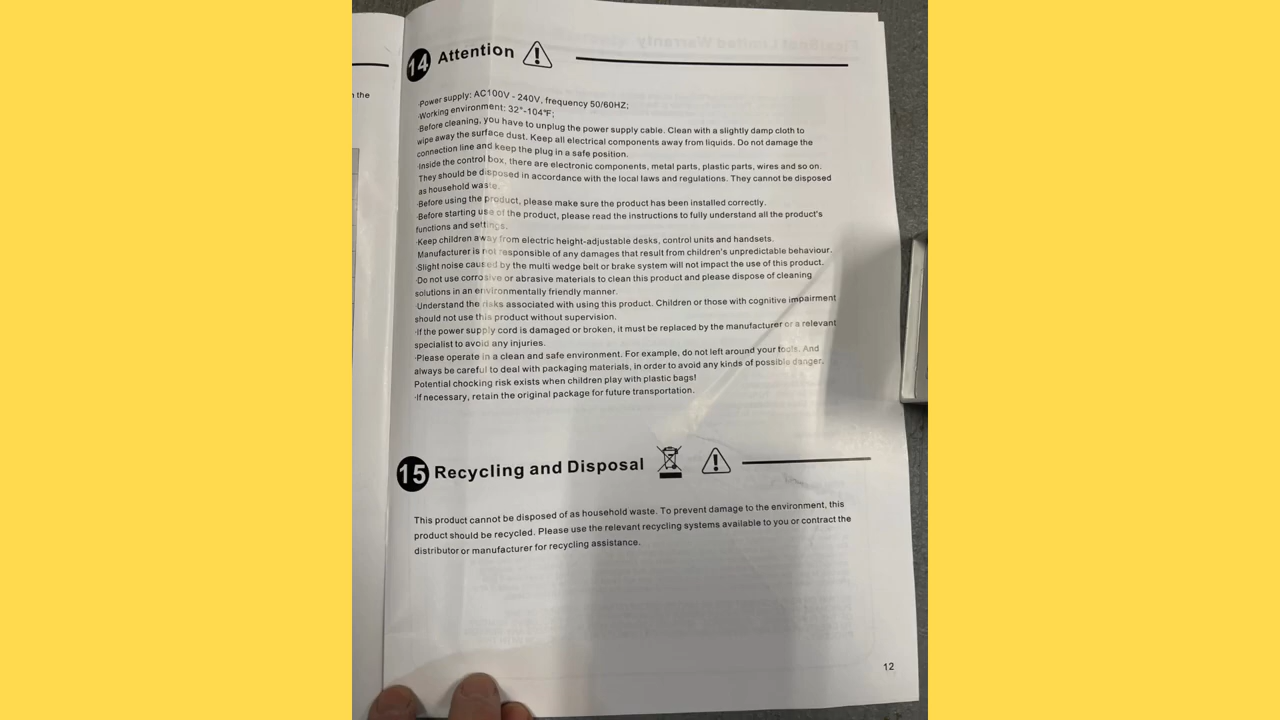 n the
14 Attention
·Power supply: AC100V - 240V, frequency 50/60HZ;
·Working environment: 32°-104°F;
·Before cleaning, you have to unplug the power supply cable. Clean with a slightly damp cloth to
wipe away the surface dust. Keep all electrical components away from liquids. Do not damage the
connection line and keep the plug in a safe position.
·Inside the control box, there are electronic components, metal parts, plastic parts, wires and so on.
They should be disposed in accordance with the local laws and regulations. They cannot be disposed
as household waste.
·Before using the product, please make sure the product has been installed correctly.
·Before starting use of the product, please read the instructions to fully understand all the product's
functions and settings.
·Keep children away from electric height-adjustable desks, control units and handsets.
Manufacturer is not responsible of any damages that result from children's unpredictable behaviour.
·Slight noise caused by the multi wedge belt or brake system will not impact the use of this product.
·Do not use corrosive or abrasive materials to clean this product and please dispose of cleaning
solutions in an environmentally friendly manner.
·Understand the risks associated with using this product. Children or those with cognitive impairment
should not use this product without supervision.
·If the power supply cord is damaged or broken, it must be replaced by the manufacturer or a relevant
specialist to avoid any injuries.
·Please operate in a clean and safe environment. For example, do not left around your tools. And
always be careful to deal with packaging materials, in order to avoid any kinds of possible danger.
Potential chocking risk exists when children play with plastic bags!
·If necessary, retain the original package for future transportation.
15 Recycling and Disposal
This product cannot be disposed of as household waste. To prevent damage to the environment, this
product should be recycled. Please use the relevant recycling systems available to you or contract the
distributor or manufacturer for recycling assistance.
12